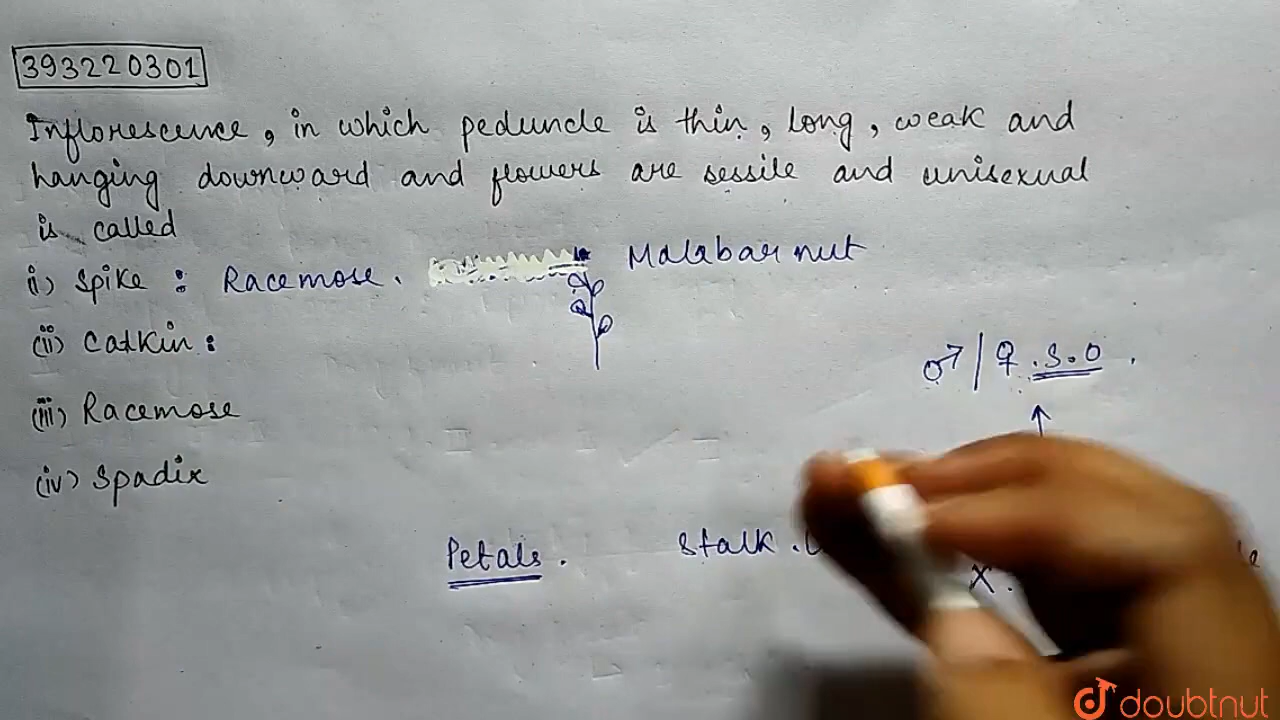 393220301
Inflorescence, in which peduncle is thin, long, weak and
hanging downward and flowers are sessile and unisexual
is called
(i) Spike : Racemose. Malabar nut
(ii) Catkin :
♂ / ♀ . S.O .
(iii) Racemose
(iv) Spadix
Petals. Stalk.
X.
doubtnut